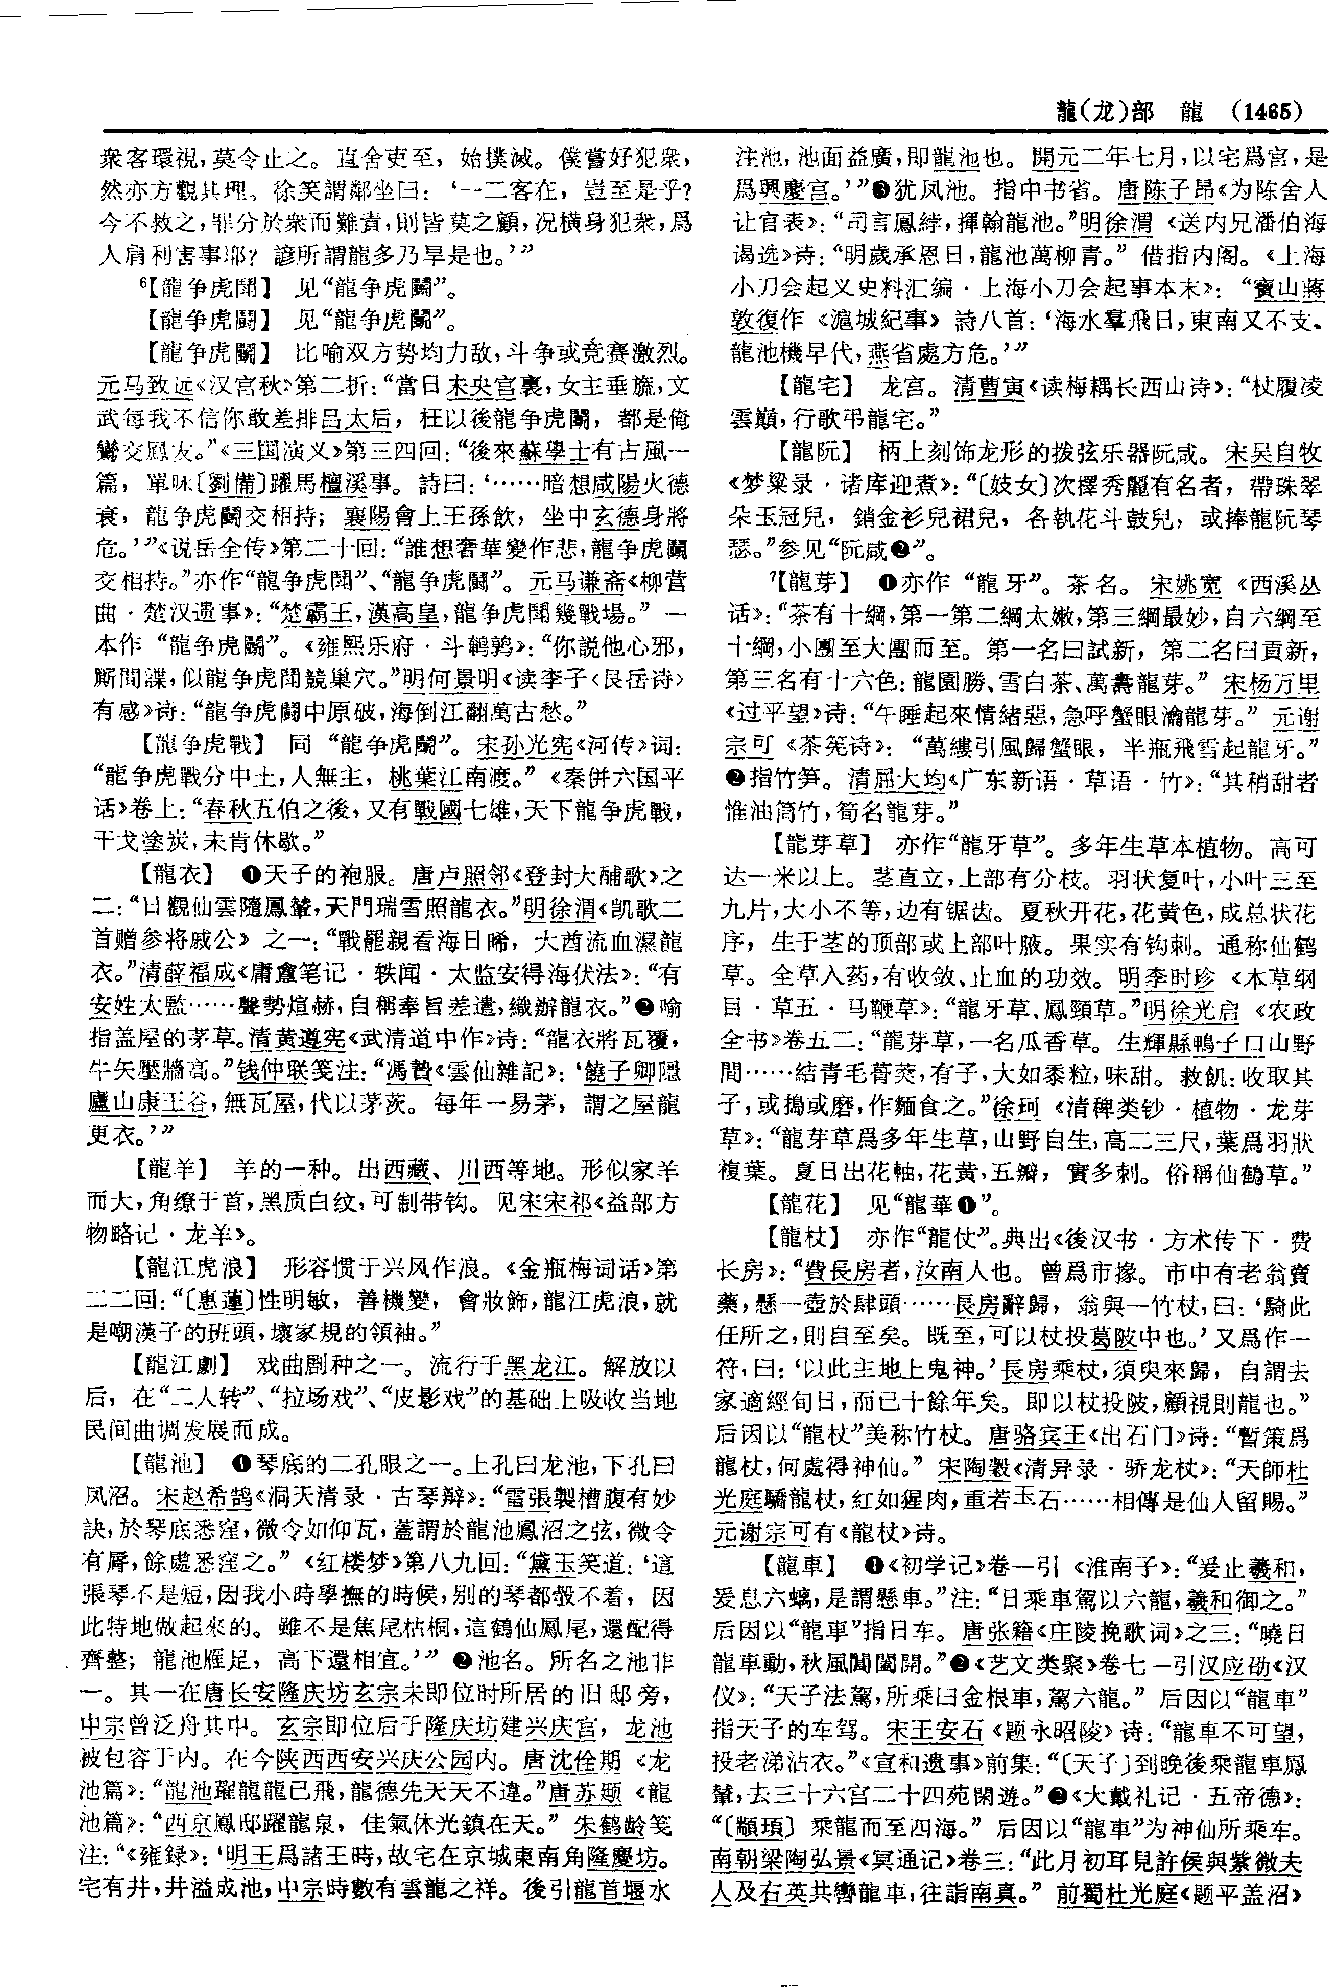 龍(龙)部　龍　(1465)
衆客環視,莫令止之。直舍吏至，始撲滅。僕嘗好犯衆，
然亦方觀其理。徐笑謂鄰坐曰：‘一二客在，豈至是乎?
今不救之,罪分於衆而難責,則皆莫之顧,况橫身犯衆,爲
人肩利害事邪? 諺所謂龍多乃旱是也。’”
⁶【龍争虎鬧】　见“龍争虎鬭”。
【龍争虎鬪】　见“龍争虎鬭”。
【龍争虎鬭】　比喻双方势均力敌,斗争或竞赛激烈。
元马致远《汉宫秋》第二折:“當日未央宫裏,女主垂旒,文
武每我不信你敢差排吕太后，枉以後龍争虎鬭，都是俺
鸞交鳳友。”《三国演义》第三四回:“後來蘇學士有古風一
篇，單咏〔劉備〕躍馬檀溪事。詩曰:‘……暗想咸陽火德
衰，龍争虎鬭交相持；襄陽會上王孫飲，坐中玄德身將
危。’”《说岳全传》第二十回:“誰想奢華變作悲,龍争虎鬭
交相持。”亦作“龍争虎鬧”、“龍争虎鬪”。元马谦斋《柳营
曲·楚汉遗事》:“楚霸王,漢高皇,龍争虎鬧幾戰場。”一
本作“龍争虎鬭”。《雍熙乐府·斗鹌鹑》:“你説他心邪，
厮間諜,似龍争虎鬧競巢穴。”明何景明《读李子〈艮岳诗〉
有感》诗:“龍争虎鬪中原破,海倒江翻萬古愁。”
【龍争虎戰】　同“龍争虎鬭”。宋孙光宪《河传》词:
“龍争虎戰分中土,人無主，桃葉江南渡。”《秦併六国平
话》卷上:“春秋五伯之後,又有戰國七雄,天下龍争虎戰,
干戈塗炭,未肯休歇。”
【龍衣】　❶天子的袍服。唐卢照邻《登封大酺歌》之
二:“日觀仙雲隨鳳輦,天門瑞雪照龍衣。”明徐渭《凯歌二
首赠参将戚公》之一:“戰罷親看海日晞，大酋流血濕龍
衣。”清薛福成《庸盦笔记·轶闻·太监安得海伏法》:“有
安姓太監……聲勢煊赫,自稱奉旨差遣,織辦龍衣。”❷喻
指盖屋的茅草。清黄遵宪《武清道中作》诗:“龍衣將瓦覆,
牛矢壓牆高。”钱仲联笺注:“馮贄《雲仙雜記》:‘饒子卿隱
廬山康王谷,無瓦屋,代以茅茨。每年一易茅，謂之屋龍
更衣。’”
【龍羊】　羊的一种。出西藏、川西等地。形似家羊
而大,角缭于首,黑质白纹,可制带钩。见宋宋祁《益部方
物略记·龙羊》。
【龍江虎浪】　形容惯于兴风作浪。《金瓶梅词话》第
二二回:“〔惠蓮〕性明敏，善機變，會妝飾,龍江虎浪,就
是嘲漢子的班頭,壞家規的領袖。”
【龍江劇】　戏曲剧种之一。流行于黑龙江。解放以
后，在“二人转”、“拉场戏”、“皮影戏”的基础上吸收当地
民间曲调发展而成。
【龍池】　❶琴底的二孔眼之一。上孔曰龙池,下孔曰
凤沼。宋赵希鹄《洞天清录·古琴辩》:“雷張製槽腹有妙
訣,於琴底悉窪,微令如仰瓦,蓋謂於龍池鳳沼之弦,微令
有脣,餘處悉窪之。”《红楼梦》第八九回:“黛玉笑道:‘這
張琴不是短,因我小時學撫的時候,别的琴都彀不着，因
此特地做起來的。雖不是焦尾枯桐,這鶴仙鳳尾,還配得
齊整；龍池雁足，高下還相宜。’” ❷池名。所名之池非
一。其一在唐长安隆庆坊玄宗未即位时所居的旧邸旁，
中宗曾泛舟其中。玄宗即位后于隆庆坊建兴庆宫，龙池
被包容于内。在今陕西西安兴庆公园内。唐沈佺期《龙
池篇》:“龍池躍龍龍已飛,龍德先天天不違。”唐苏颋《龍
池篇》:“西京鳳邸躍龍泉，佳氣休光鎮在天。”朱鹤龄笺
注:“《雍録》:‘明王爲諸王時,故宅在京城東南角隆慶坊。
宅有井,井溢成池,中宗時數有雲龍之祥。後引龍首堰水
注池,池面益廣,即龍池也。開元二年七月,以宅爲宫,是
爲興慶宫。’”❸犹凤池。指中书省。唐陈子昂《为陈舍人
让官表》:“司言鳳綍,揮翰龍池。”明徐渭《送内兄潘伯海
谒选》诗:“明歲承恩日,龍池萬柳青。”借指内阁。《上海
小刀会起义史料汇编·上海小刀会起事本末》:“寶山蔣
敦復作《滬城紀事》詩八首:‘海水羣飛日,東南又不支。
龍池機早代,燕省處方危。’”
【龍宅】　龙宫。清曹寅《读梅耦长西山诗》:“杖履凌
雲巔,行歌弔龍宅。”
【龍阮】　柄上刻饰龙形的拨弦乐器阮咸。宋吴自牧
《梦粱录·诸库迎煮》:“〔妓女〕次擇秀麗有名者，帶珠翠
朵玉冠兒，銷金衫兒裙兒，各執花斗鼓兒，或捧龍阮琴
瑟。”参见“阮咸❷”。
⁷【龍芽】　❶亦作“龍牙”。茶名。宋姚宽《西溪丛
话》:“茶有十綱,第一第二綱太嫩,第三綱最妙,自六綱至
十綱,小團至大團而至。第一名曰試新，第二名曰貢新，
第三名有十六色:龍園勝、雪白茶、萬壽龍芽。”宋杨万里
《过平望》诗:“午睡起來情緒惡,急呼蟹眼瀹龍芽。”元谢
宗可《茶筅诗》:“萬縷引風歸蟹眼，半瓶飛雪起龍牙。”
❷指竹笋。清屈大均《广东新语·草语·竹》:“其稍甜者
惟油筒竹,筍名龍芽。”
【龍芽草】　亦作“龍牙草”。多年生草本植物。高可
达一米以上。茎直立,上部有分枝。羽状复叶,小叶三至
九片,大小不等,边有锯齿。夏秋开花,花黄色,成总状花
序，生于茎的顶部或上部叶腋。果实有钩刺。通称仙鹤
草。全草入药,有收敛、止血的功效。明李时珍《本草纲
目·草五·马鞭草》:“龍牙草、鳳頸草。”明徐光启《农政
全书》卷五二:“龍芽草,一名瓜香草。生輝縣鴨子口山野
間……結青毛蓇葖,有子,大如黍粒,味甜。救飢:收取其
子,或搗或磨,作麵食之。”徐珂《清稗类钞·植物·龙芽
草》:“龍芽草爲多年生草,山野自生,高二三尺,葉爲羽狀
複葉。夏日出花軸,花黄,五瓣，實多刺。俗稱仙鶴草。”
【龍花】　见“龍華❶”。
【龍杖】　亦作“龍仗”。典出《後汉书·方术传下·费
长房》:“費長房者,汝南人也。曾爲市掾。市中有老翁賣
藥,懸一壺於肆頭……長房辭歸，翁與一竹杖,曰:‘騎此
任所之,則自至矣。既至,可以杖投葛陂中也。’又爲作一
符,曰:‘以此主地上鬼神。’長房乘杖,須臾來歸，自謂去
家適經旬日,而已十餘年矣。即以杖投陂,顧視則龍也。”
后因以“龍杖”美称竹杖。唐骆宾王《出石门》诗:“暫策爲
龍杖,何處得神仙。”宋陶穀《清异录·骄龙杖》:“天師杜
光庭驕龍杖,紅如猩肉,重若玉石……相傳是仙人留賜。”
元谢宗可有《龍杖》诗。
【龍車】　❶《初学记》卷一引《淮南子》:“爰止羲和,
爰息六螭,是謂懸車。”注:“日乘車駕以六龍,羲和御之。”
后因以“龍車”指日车。唐张籍《庄陵挽歌词》之三:“曉日
龍車動,秋風閶闔開。”❷《艺文类聚》卷七一引汉应劭《汉
仪》:“天子法駕,所乘曰金根車,駕六龍。”后因以“龍車”
指天子的车驾。宋王安石《题永昭陵》诗:“龍車不可望，
投老涕沾衣。”《宣和遗事》前集:“〔天子〕到晚後乘龍車鳳
輦,去三十六宫二十四苑閑遊。”❸《大戴礼记·五帝德》:
“〔顓頊〕乘龍而至四海。”后因以“龍車”为神仙所乘车。
南朝梁陶弘景《冥通记》卷三:“此月初耳見許侯與紫微夫
人及右英共轡龍車,往詣南真。”前蜀杜光庭《题平盖沼》